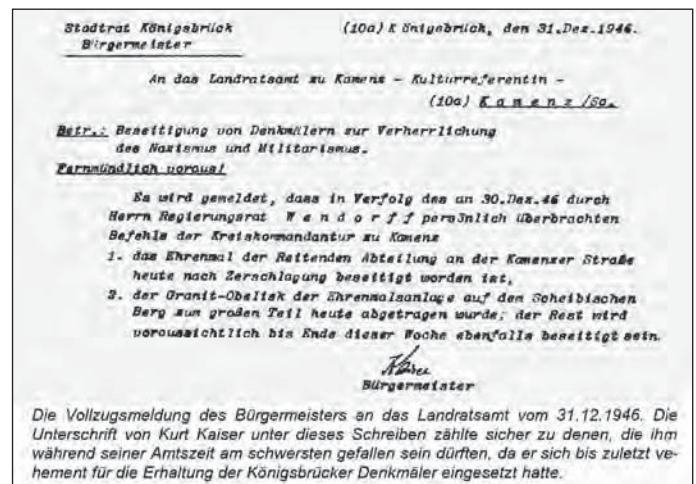 Stadtrat Königsbrück (10a) Königsbrück, den 31.Dez.1946.
Bürgermeister
An das Landratsamt zu Kamenz - Kulturreferentin -
(10a) Kamenz/Sa.
Betr.: Beseitigung von Denkmälern zur Verherrlichung
des Nazismus und Militarismus.
Fernmündlich voraus!
Es wird gemeldet, dass in Verfolg des an 30.Dez.46 durch
Herrn Regierungsrat Wendorff persönlich überbrachten
Befehls der Kreiskommandantur zu Kamenz
1. das Ehrenmal der Reitenden Abteilung an der Kamenzer Straße
heute nach Zerschlagung beseitigt worden ist,
2. der Granit-Obelisk der Ehrenmalsanlage auf den Scheibischen
Berg zum großen Teil heute abgetragen wurde; der Rest wird
voraussichtlich bis Ende dieser Woche ebenfalls beseitigt sein.
Kaiser
Bürgermeister
Die Vollzugsmeldung des Bürgermeisters an das Landratsamt vom 31.12.1946. Die
Unterschrift von Kurt Kaiser unter dieses Schreiben zählte sicher zu denen, die ihm
während seiner Amtszeit am schwersten gefallen sein dürften, da er sich bis zuletzt ve-
hement für die Erhaltung der Königsbrücker Denkmäler eingesetzt hatte.